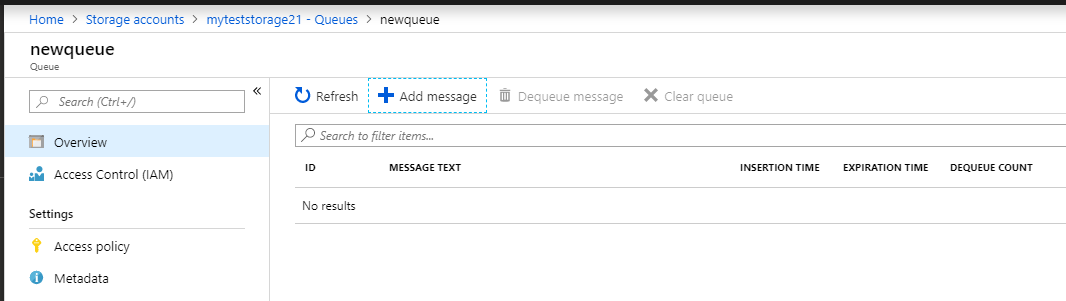 Home > Storage accounts > myteststorage21 - Queues > newqueue
newqueue
Queue
Search (Ctrl+/)
«
Overview
Access Control (IAM)
Settings
Access policy
Metadata
Refresh Add message Dequeue message Clear queue
Search to filter items...
ID MESSAGE TEXT INSERTION TIME EXPIRATION TIME DEQUEUE COUNT
No results